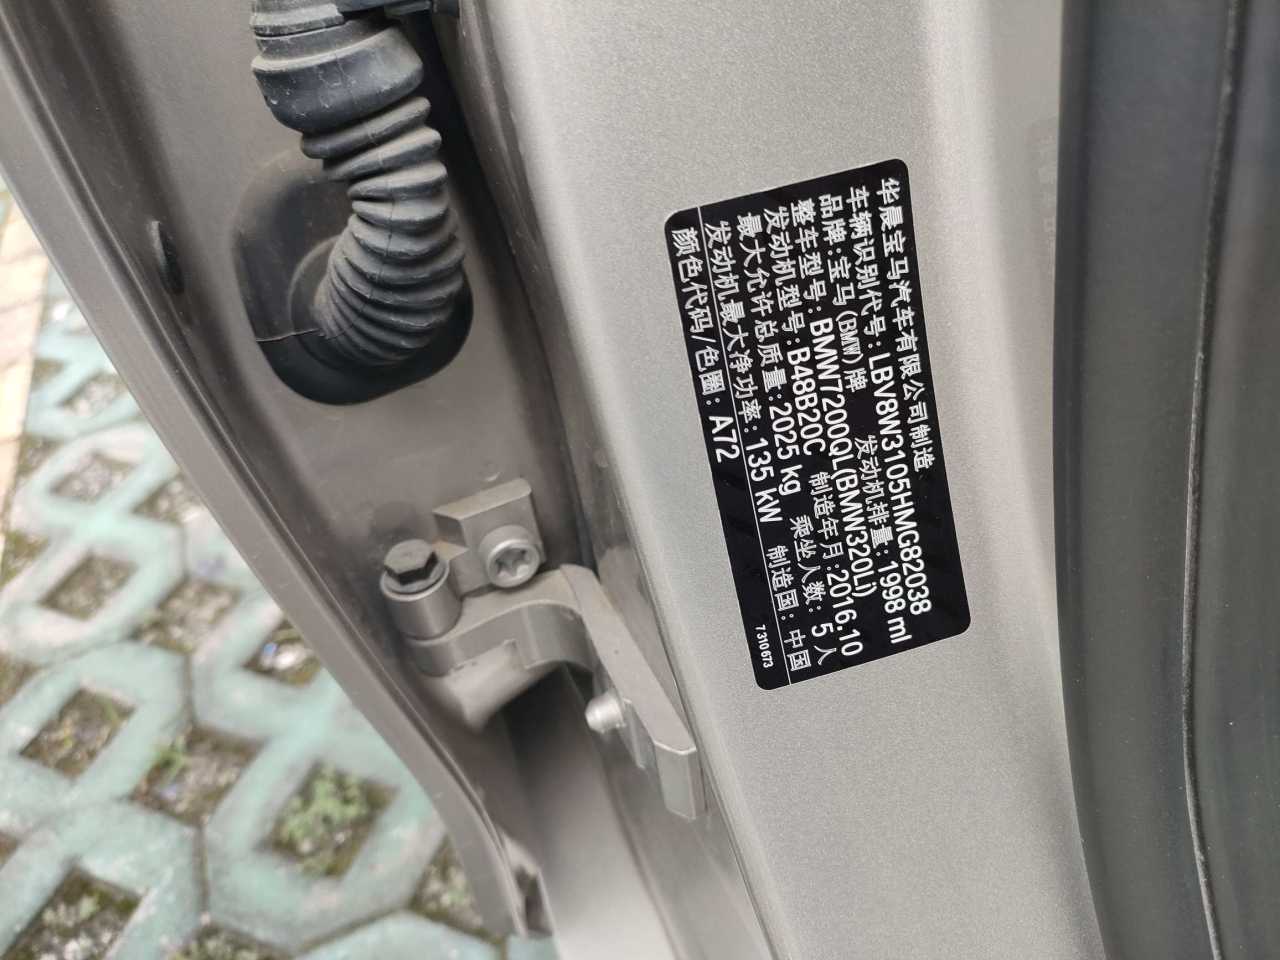 华晨宝马汽车有限公司制造
车辆识别代号: LBV8W3105HMG82038
品牌: 宝马 (BMW) 牌 发动机排量: 1998 ml
整车型号: BMW7200QL(BMW320Li)
发动机型号: B48B20C 制造年月: 2016.10
最大允许总质量: 2025 kg 乘坐人数: 5 人
发动机最大净功率: 135 kW
颜色代码/色圈: A72 制造国: 中国
7310673